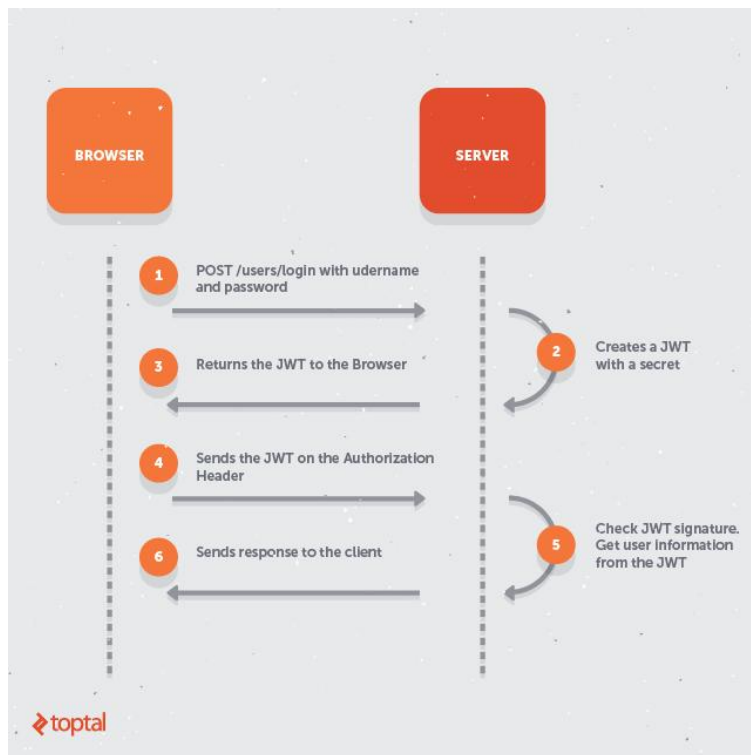 BROWSER
SERVER
1
POST /users/login with udername
and password
2
Creates a JWT
with a secret
3
Returns the JWT to the Browser
4
Sends the JWT on the Authorization
Header
5
Check JWT signature.
Get user information
from the JWT
6
Sends response to the client
toptal